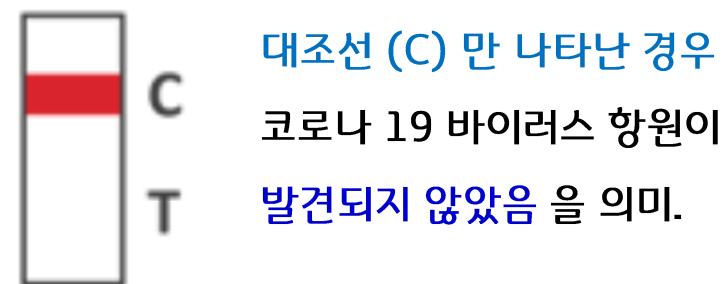 C
T
대조선 (C) 만 나타난 경우
코로나 19 바이러스 항원이
발견되지 않았음 을 의미.